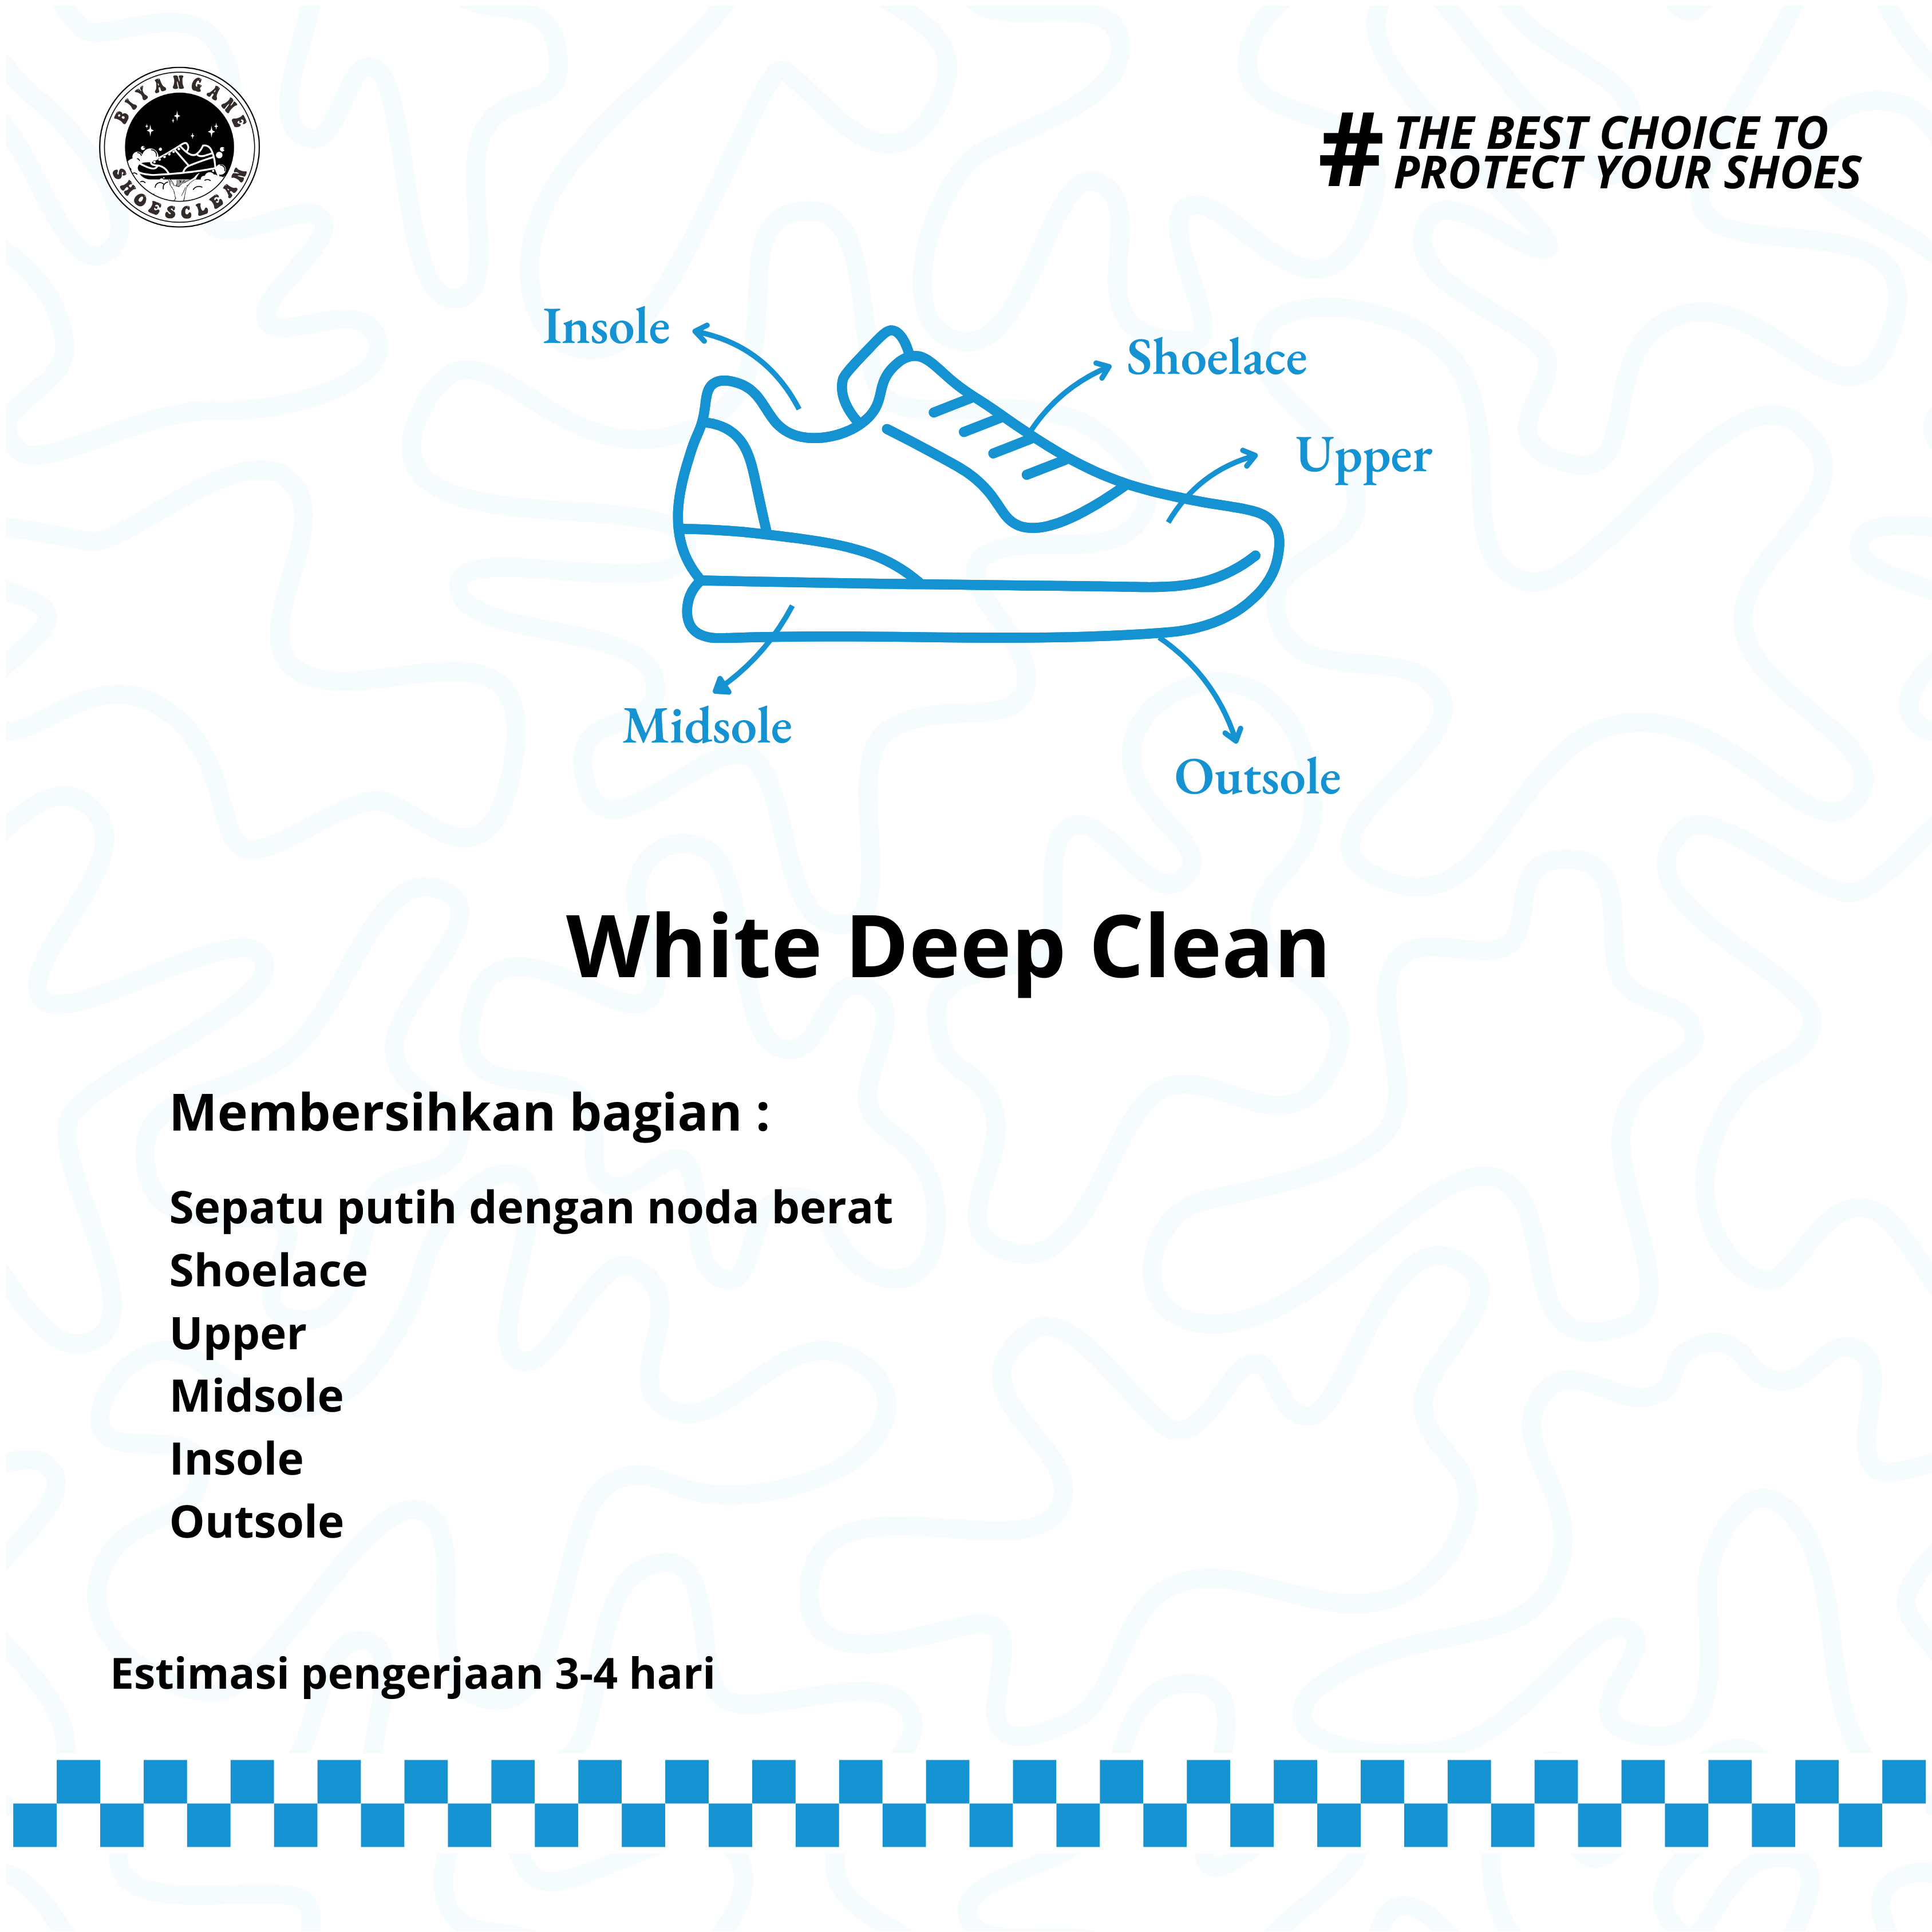 BIYANGANE
SHOESCLEAN
# THE BEST CHOICE TO
PROTECT YOUR SHOES
Insole
Shoelace
Upper
Midsole
Outsole
White Deep Clean
Membersihkan bagian :
Sepatu putih dengan noda berat
Shoelace
Upper
Midsole
Insole
Outsole
Estimasi pengerjaan 3-4 hari